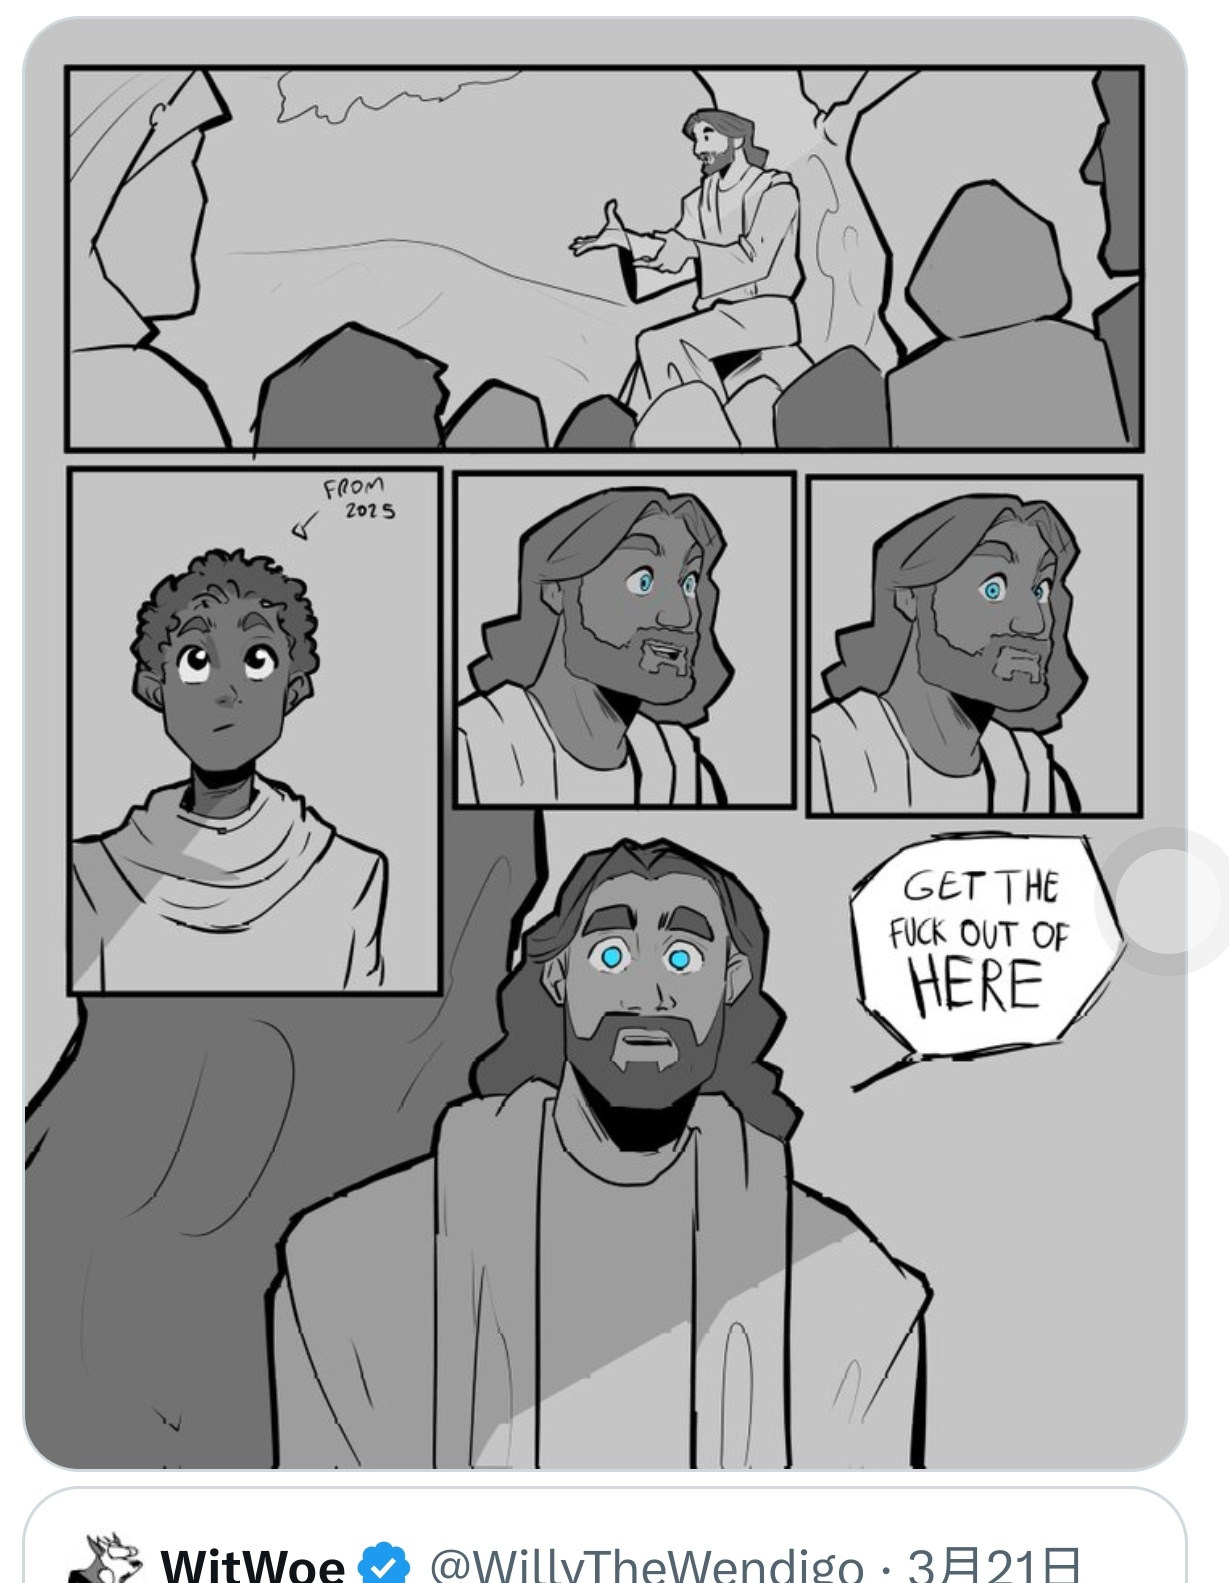 FROM
2025
GET THE
FUCK OUT OF
HERE
WitWoe @WillyTheWendigo · 3月21日